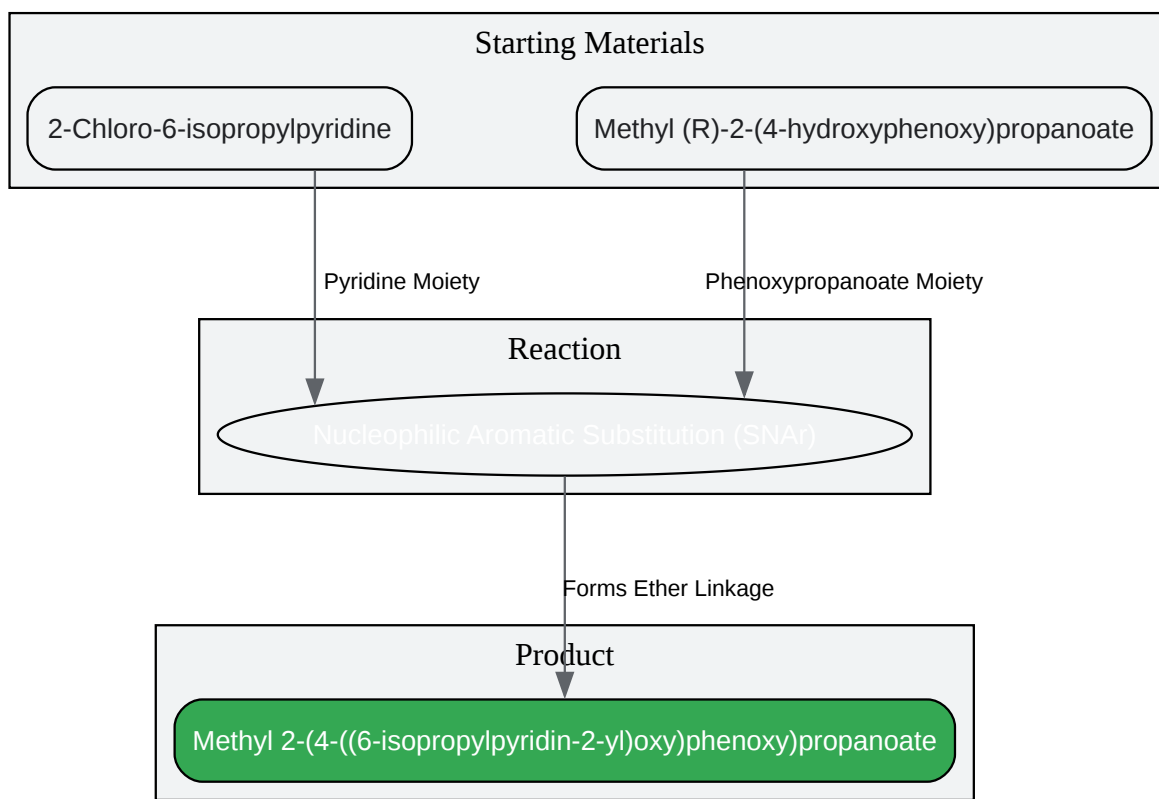 Starting Materials
2-Chloro-6-isopropylpyridine
Methyl (R)-2-(4-hydroxyphenoxy)propanoate
Pyridine Moiety
Phenoxypropanoate Moiety
Reaction
Nucleophilic Aromatic Substitution (SNAr)
Forms Ether Linkage
Product
Methyl 2-(4-((6-isopropylpyridin-2-yl)oxy)phenoxy)propanoate